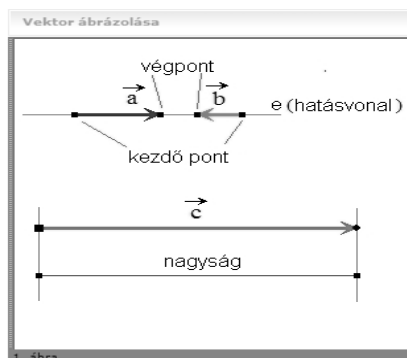 Vektor ábrázolása
végpont
a b
e (hatásvonal)
kezdő pont
c
nagyság
1. ábra